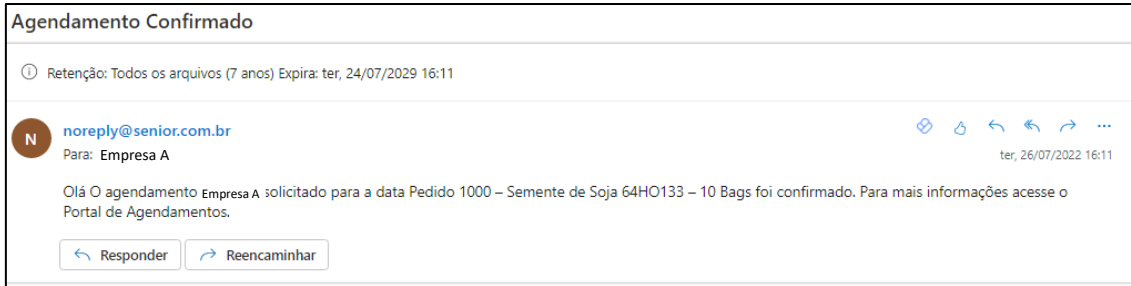 Agendamento Confirmado
Retenção: Todos os arquivos (7 anos) Expira: ter, 24/07/2029 16:11
N
noreply@senior.com.br
Para: Empresa A
ter, 26/07/2022 16:11
Olá O agendamento Empresa A solicitado para a data Pedido 1000 – Semente de Soja 64HO133 – 10 Bags foi confirmado. Para mais informações acesse o
Portal de Agendamentos.
Responder
Reencaminhar